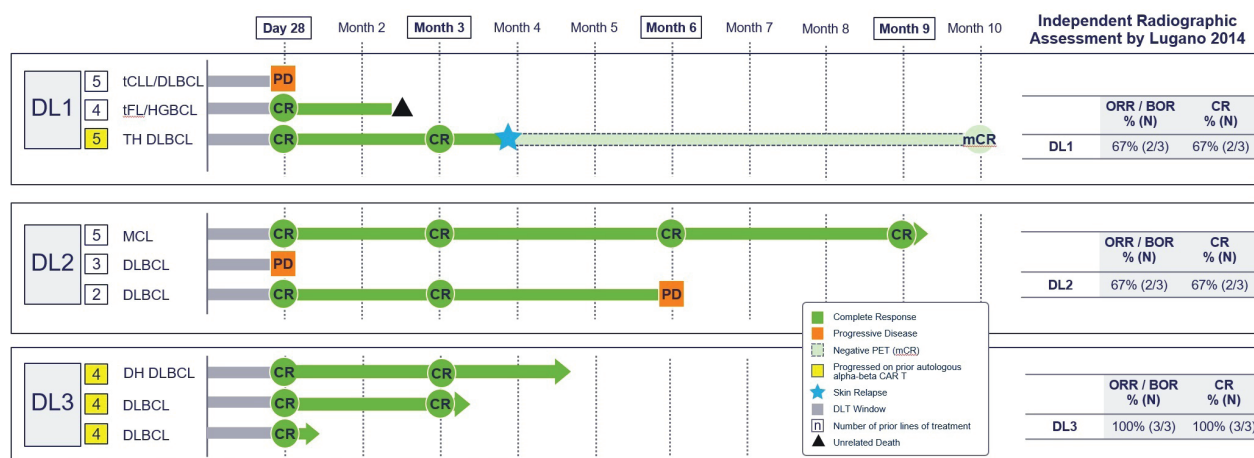 Day 28 Month 2 Month 3 Month 4 Month 5 Month 6 Month 7 Month 8 Month 9 Month 10
Independent Radiographic
Assessment by Lugano 2014
DL1
5 tCLL/DLBCL PD
4 tFL/HGBCL CR
5 TH DLBCL CR CR mCR
ORR / BOR CR
% (N) % (N)
DL1 67% (2/3) 67% (2/3)
DL2
5 MCL CR CR CR CR
3 DLBCL PD
2 DLBCL CR CR PD
ORR / BOR CR
% (N) % (N)
DL2 67% (2/3) 67% (2/3)
Complete Response
Progressive Disease
Negative PET (mCR)
Progressed on prior autologous
alpha-beta CAR T
Skin Relapse
DLT Window
n Number of prior lines of treatment
Unrelated Death
DL3
4 DH DLBCL CR CR
4 DLBCL CR CR
4 DLBCL CR
ORR / BOR CR
% (N) % (N)
DL3 100% (3/3) 100% (3/3)